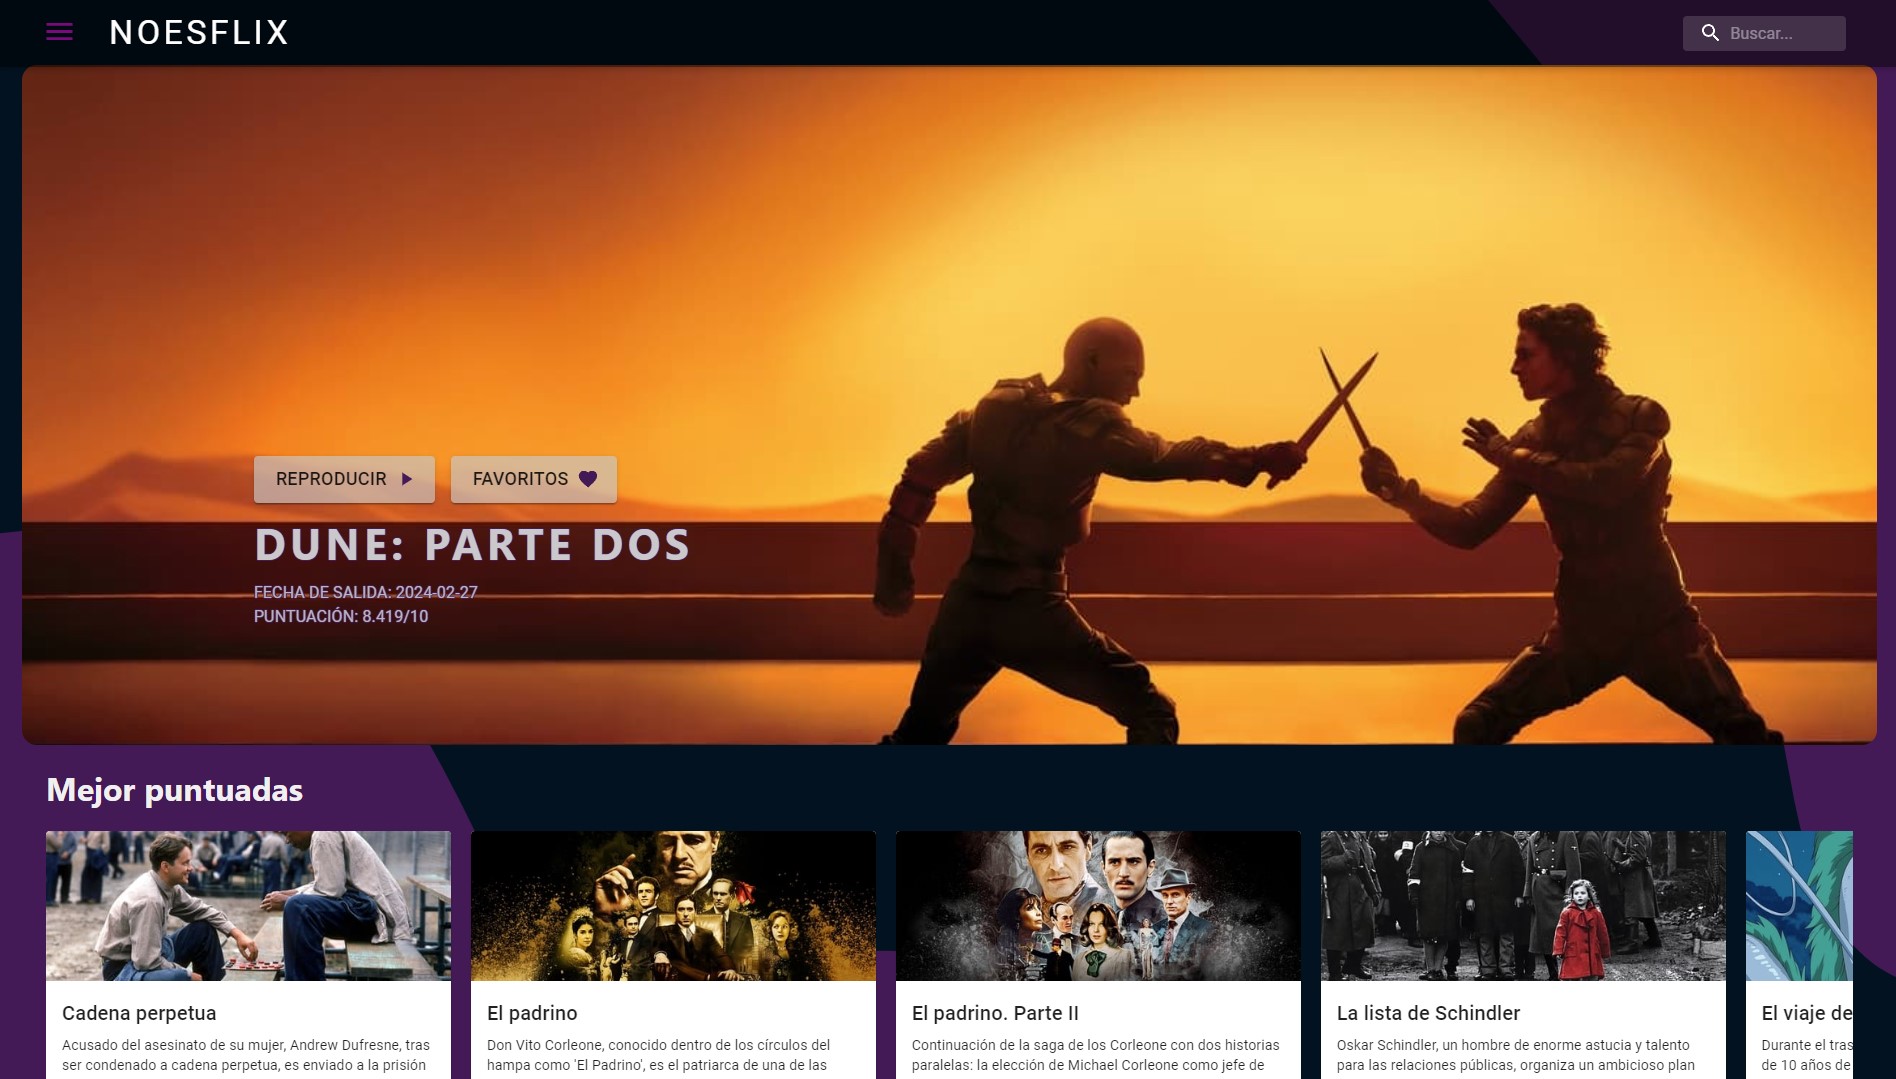 NOESFLIX
Buscar...
REPRODUCIR
FAVORITOS
DUNE: PARTE DOS
FECHA DE SALIDA: 2024-02-27
PUNTUACIÓN: 8.419/10
Mejor puntuadas
Cadena perpetua
Acusado del asesinato de su mujer, Andrew Dufresne, tras
ser condenado a cadena perpetua, es enviado a la prisión
El padrino
Don Vito Corleone, conocido dentro de los círculos del
hampa como 'El Padrino', es el patriarca de una de las
El padrino. Parte II
Continuación de la saga de los Corleone con dos historias
paralelas: la elección de Michael Corleone como jefe de
La lista de Schindler
Oskar Schindler, un hombre de enorme astucia y talento
para las relaciones públicas, organiza un ambicioso plan
El viaje de
Durante el tras
de 10 años de